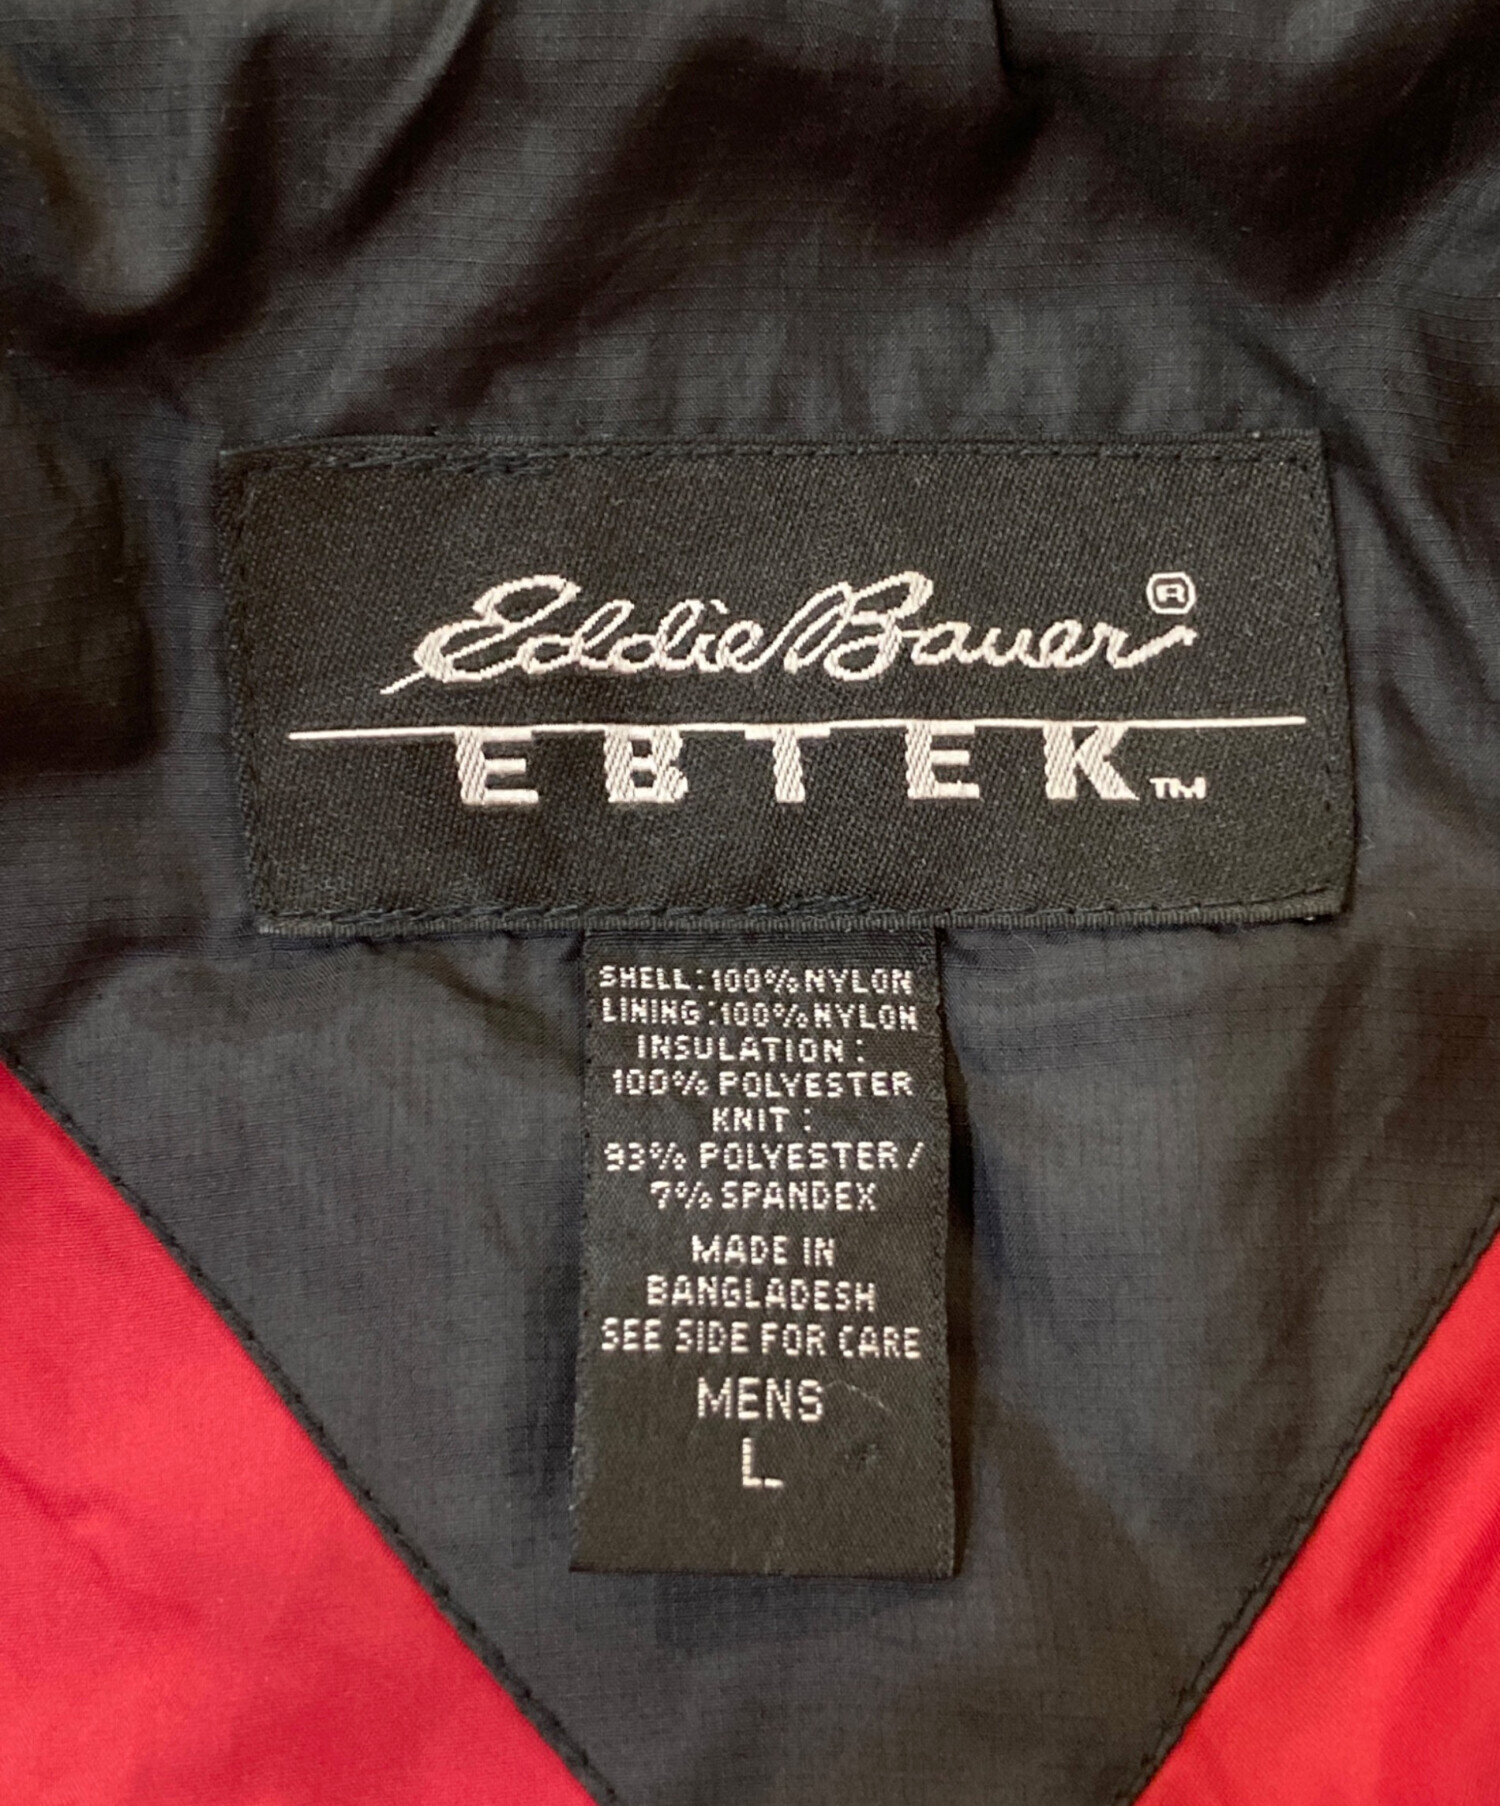 Eddie Bauer®
EBTEK™
SHELL:100%NYLON
LINING:100%NYLON
INSULATION:
100% POLYESTER
KNIT:
93% POLYESTER/
7% SPANDEX
MADE IN
BANGLADESH
SEE SIDE FOR CARE
MENS
L